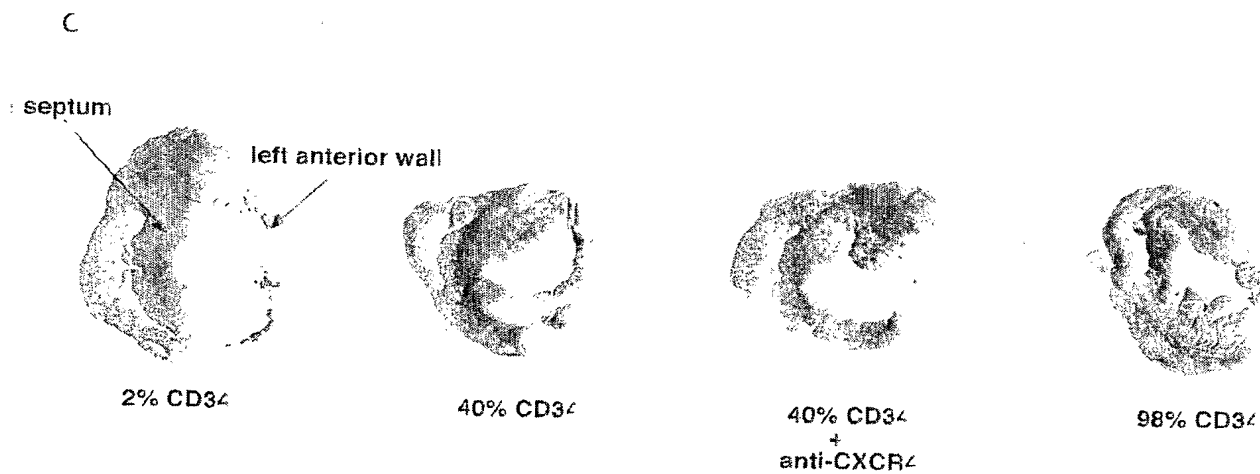 C
septum
left anterior wall
2% CD34
40% CD34
40% CD34
+
anti-CXCR4
98% CD34